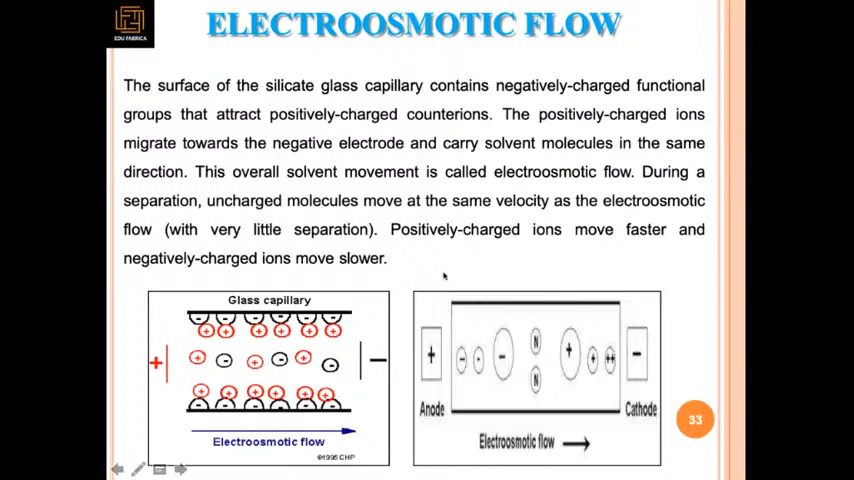 EDU FABRICA
ELECTROOSMOTIC FLOW
The surface of the silicate glass capillary contains negatively-charged functional
groups that attract positively-charged counterions. The positively-charged ions
migrate towards the negative electrode and carry solvent molecules in the same
direction. This overall solvent movement is called electroosmotic flow. During a
separation, uncharged molecules move at the same velocity as the electroosmotic
flow (with very little separation). Positively-charged ions move faster and
negatively-charged ions move slower.
Glass capillary
- - - - - -
+ + + + + +
+ + - + - + - -
+ + + + + +
- - - - - -
Electroosmotic flow
©1995 CHP
N
+ - + + ++ -
N
Anode Cathode
Electroosmotic flow
33